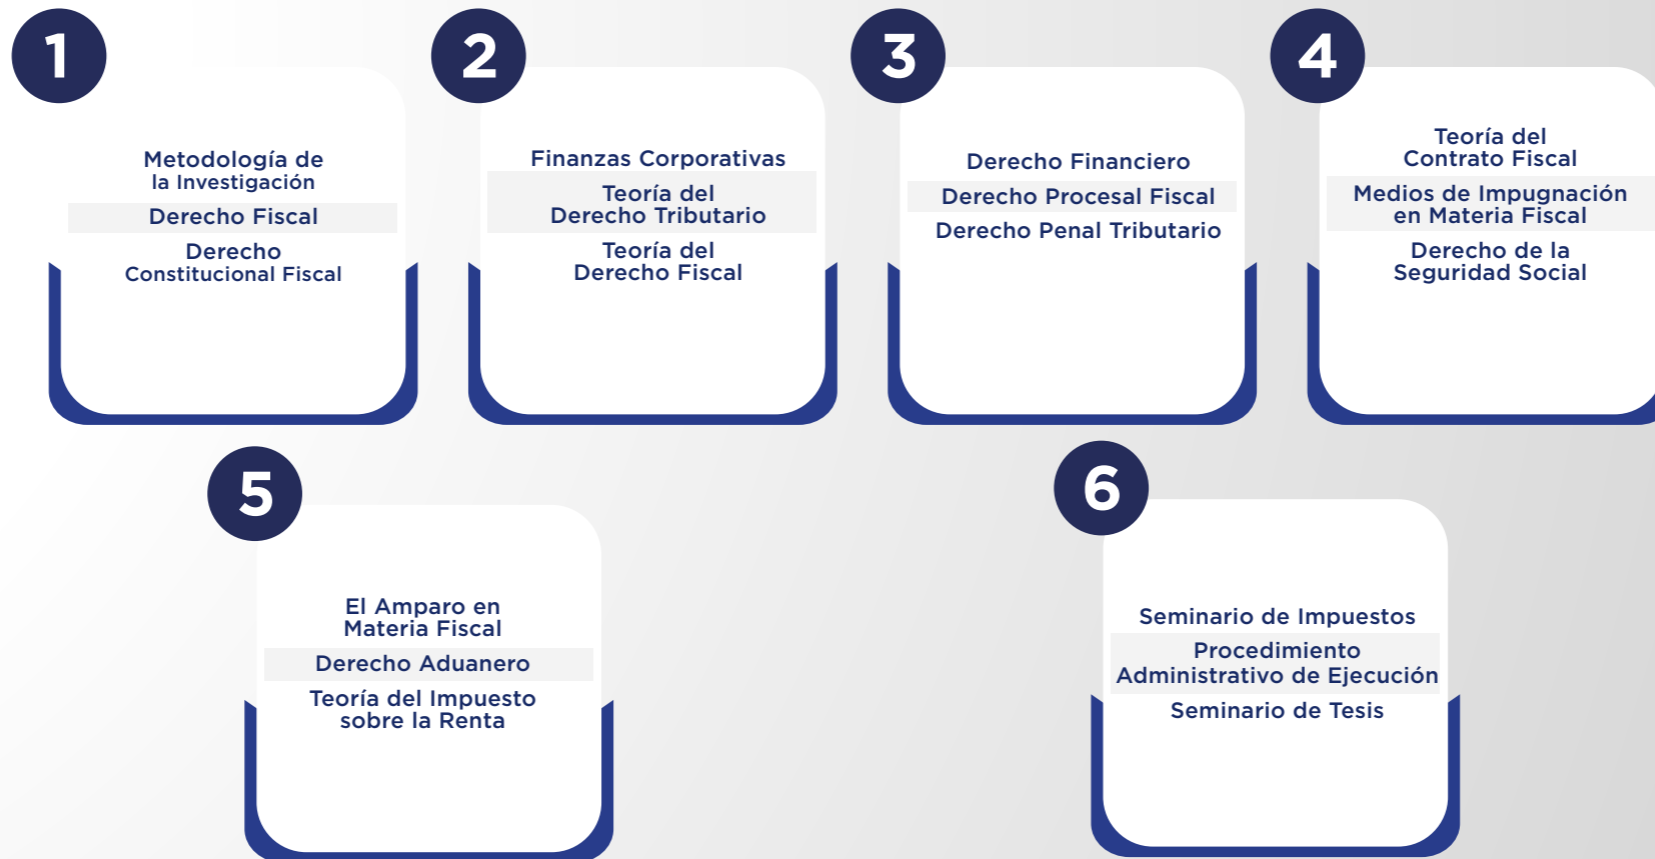 1
Metodología de
la Investigación
Derecho Fiscal
Derecho
Constitucional Fiscal
2
Finanzas Corporativas
Teoría del
Derecho Tributario
Teoría del
Derecho Fiscal
3
Derecho Financiero
Derecho Procesal Fiscal
Derecho Penal Tributario
4
Teoría del
Contrato Fiscal
Medios de Impugnación
en Materia Fiscal
Derecho de la
Seguridad Social
5
El Amparo en
Materia Fiscal
Derecho Aduanero
Teoría del Impuesto
sobre la Renta
6
Seminario de Impuestos
Procedimiento
Administrativo de Ejecución
Seminario de Tesis